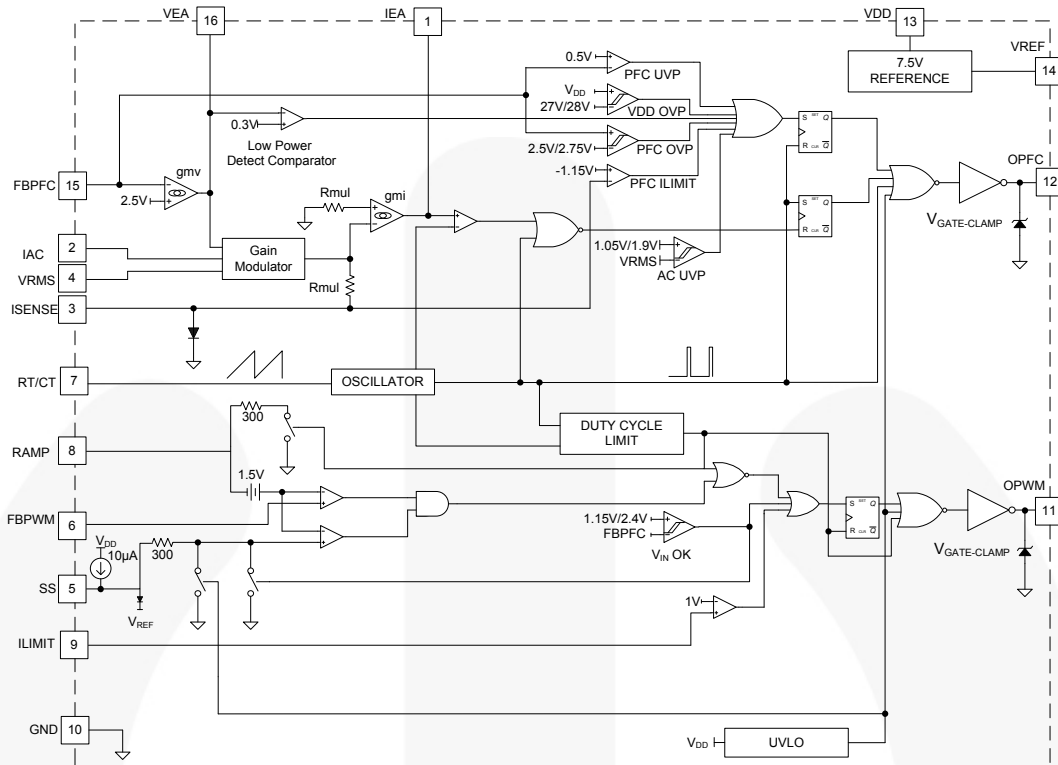 VEA
16
IEA
1
VDD
13
VREF
14
7.5V
REFERENCE
0.5V
PFC UVP
VDD
27V/28V
VDD OVP
0.3V
Low Power
Detect Comparator
2.5V/2.75V
PFC OVP
-1.15V
PFC ILIMIT
S SET Q
R CLR Q
FBPFC
15
gmv
2.5V
Rmul
gmi
OPFC
12
VGATE-CLAMP
S SET Q
R CLR Q
IAC
2
VRMS
4
Gain
Modulator
Rmul
1.05V/1.9V
VRMS
AC UVP
ISENSE
3
RT/CT
7
OSCILLATOR
300
DUTY CYCLE
LIMIT
RAMP
8
1.5V
FBPWM
6
1.15V/2.4V
FBPFC
VIN OK
S SET Q
R CLR Q
OPWM
11
VGATE-CLAMP
VDD
10µA
300
SS
5
VREF
1V
ILIMIT
9
GND
10
VDD
UVLO